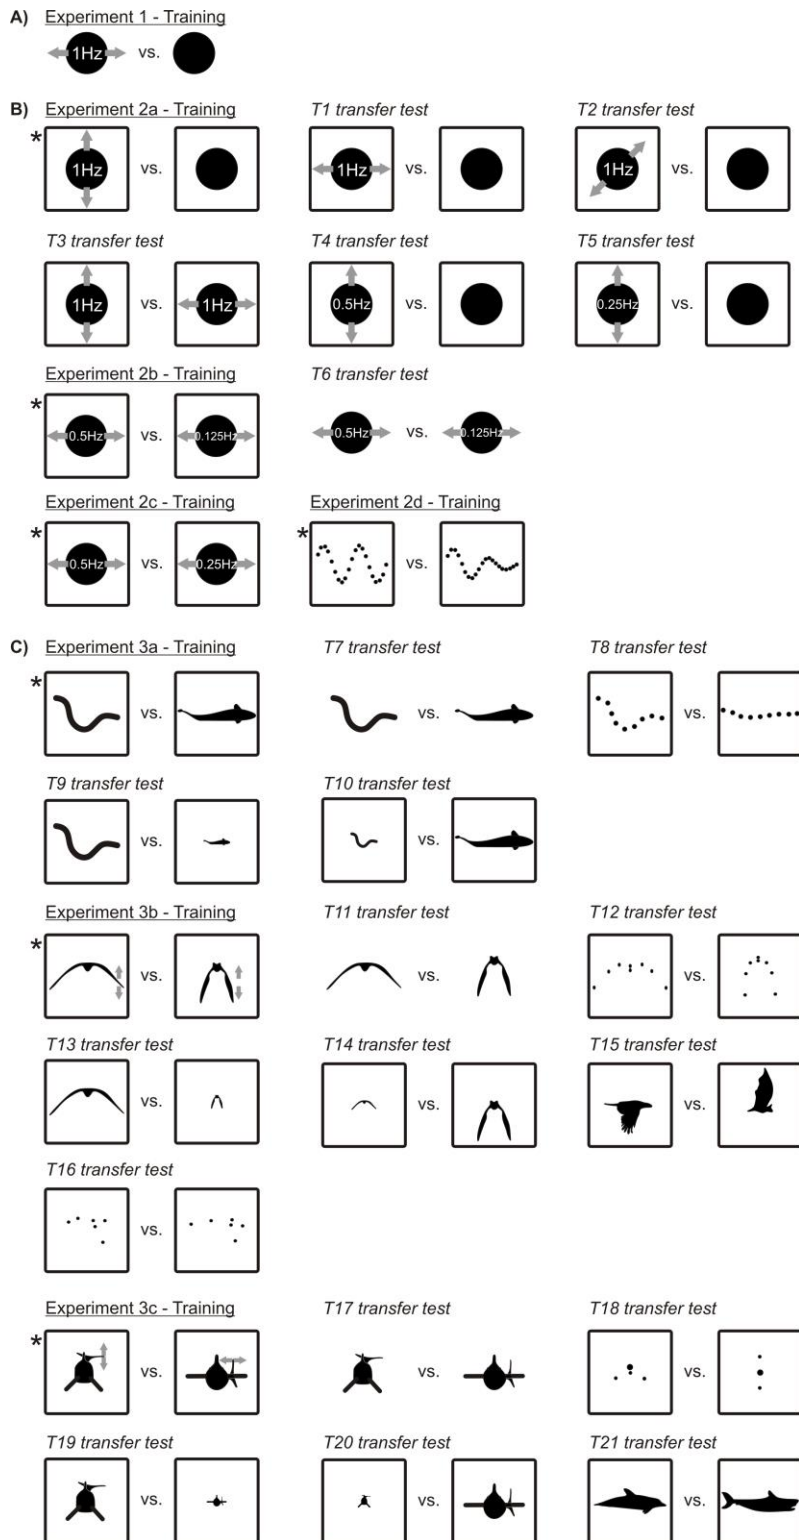 A) Experiment 1 - Training
1Hz vs.
B) Experiment 2a - Training T1 transfer test T2 transfer test
* 1Hz vs. 1Hz vs. 1Hz vs.
T3 transfer test T4 transfer test T5 transfer test
1Hz vs. 1Hz 0.5Hz vs. 0.25Hz vs.
Experiment 2b - Training T6 transfer test
* 0.5Hz vs. 0.125Hz 0.5Hz vs. 0.125Hz
Experiment 2c - Training Experiment 2d - Training
* 0.5Hz vs. 0.25Hz * vs.
C) Experiment 3a - Training T7 transfer test T8 transfer test
* vs. vs. vs.
T9 transfer test T10 transfer test
vs. vs.
Experiment 3b - Training T11 transfer test T12 transfer test
* vs. vs. vs.
T13 transfer test T14 transfer test T15 transfer test
vs. vs. vs.
T16 transfer test
vs.
Experiment 3c - Training T17 transfer test T18 transfer test
* vs. vs. vs.
T19 transfer test T20 transfer test T21 transfer test
vs. vs. vs.